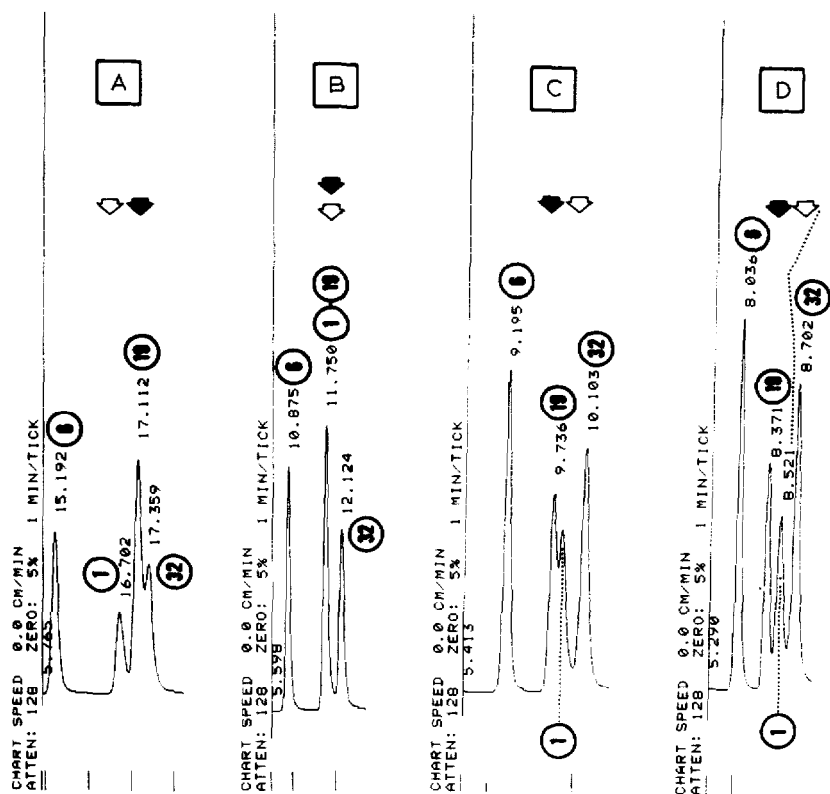 A
CHART SPEED 0.0 CM/MIN
ATTEN: 128 ZERO: 5% 1 MIN/TICK
5.765
15.192 6
1 16.702
17.112 19
17.359
32
B
CHART SPEED 0.0 CM/MIN
ATTEN: 128 ZERO: 5% 1 MIN/TICK
5.598
10.875 6
11.750 1 19
12.124
32
C
CHART SPEED 0.0 CM/MIN
ATTEN: 128 ZERO: 5% 1 MIN/TICK
5.413
9.195 6
9.736 19
1
10.103 32
D
CHART SPEED 0.0 CM/MIN
ATTEN: 128 ZERO: 5% 1 MIN/TICK
5.290
8.036 6
8.371 19
8.521
1
8.702 32